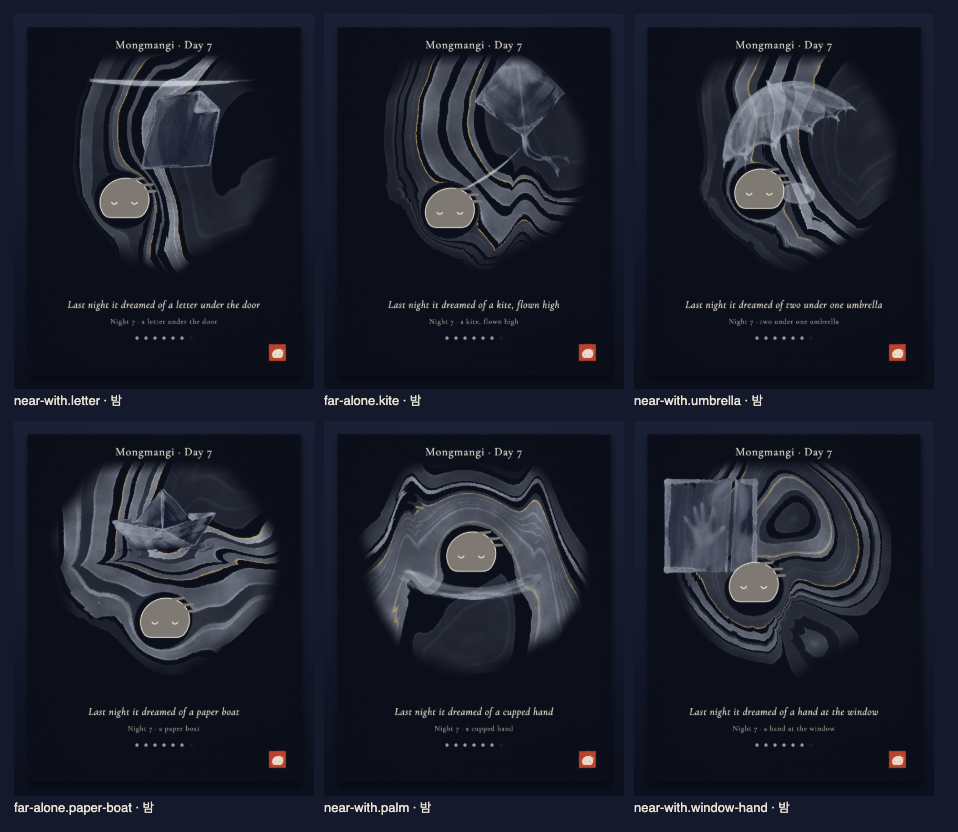 Mongmangi · Day 7
Last night it dreamed of a letter under the door
Night 7 · a letter under the door
near-with.letter · 밤
Mongmangi · Day 7
Last night it dreamed of a kite, flown high
Night 7 · a kite, flown high
far-alone.kite · 밤
Mongmangi · Day 7
Last night it dreamed of two under one umbrella
Night 7 · two under one umbrella
near-with.umbrella · 밤
Mongmangi · Day 7
Last night it dreamed of a paper boat
Night 7 · a paper boat
far-alone.paper-boat · 밤
Mongmangi · Day 7
Last night it dreamed of a cupped hand
Night 7 · a cupped hand
near-with.palm · 밤
Mongmangi · Day 7
Last night it dreamed of a hand at the window
Night 7 · a hand at the window
near-with.window-hand · 밤